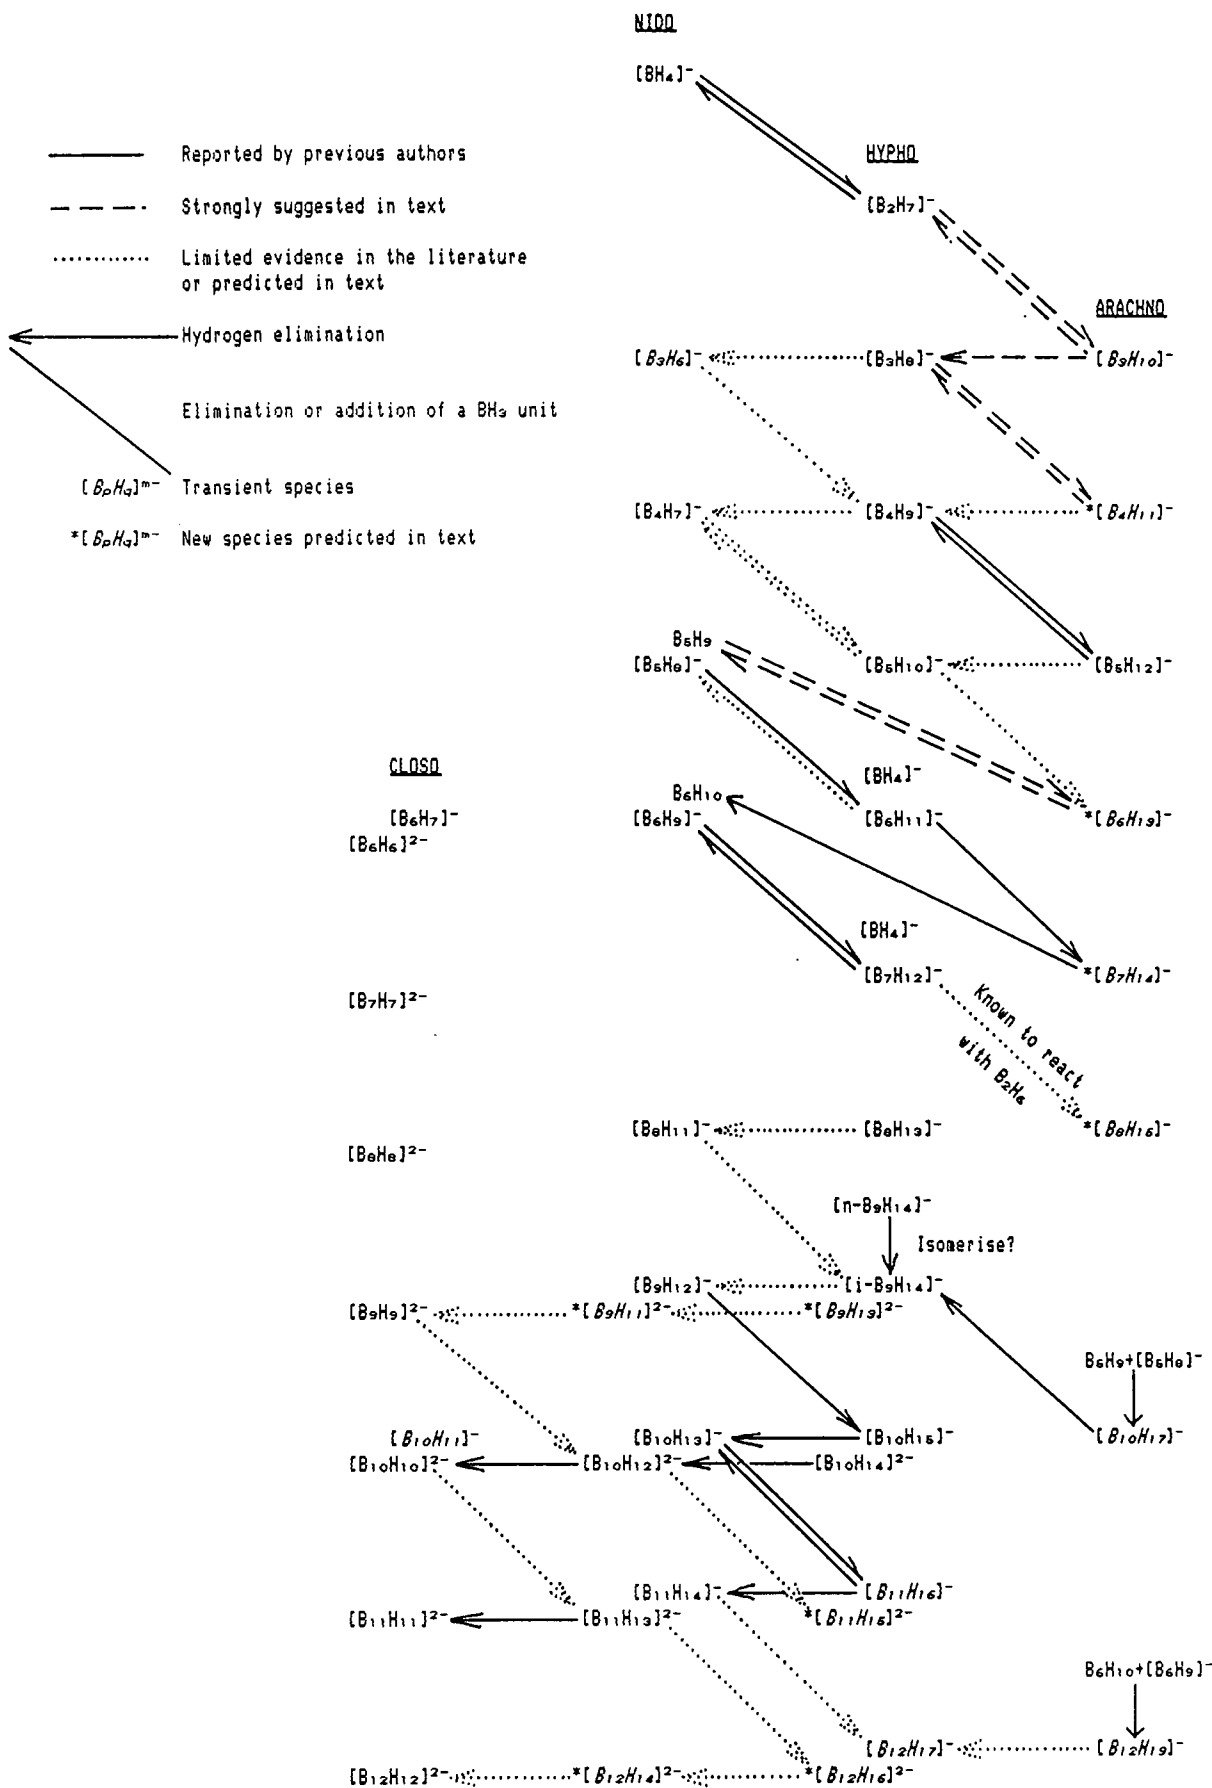 NIDO
[BH₄]⁻
Reported by previous authors
HYPHO
Strongly suggested in text
[B₂H₇]⁻
Limited evidence in the literature
or predicted in text
ARACHNO
Hydrogen elimination
[B₃H₆]⁻ [B₃H₈]⁻ [B₃H₁₀]⁻
Elimination or addition of a BH₃ unit
[BₚH_q]ᵐ⁻ Transient species
[B₄H₇]⁻ [B₄H₉]⁻ *[B₄H₁₁]⁻
*[BₚH_q]ᵐ⁻ New species predicted in text
B₅H₉
[B₅H₈]⁻ [B₅H₁₀]⁻ [B₅H₁₂]⁻
CLOSO
[BH₄]⁻
B₆H₁₀
[B₆H₇]⁻ [B₆H₉]⁻ [B₆H₁₁]⁻ *[B₆H₁₃]⁻
[B₆H₆]²⁻
[BH₄]⁻
[B₇H₁₂]⁻ *[B₇H₁₄]⁻
[B₇H₇]²⁻
Known to react
with B₂H₆
[B₈H₁₁]⁻ [B₈H₁₃]⁻ *[B₈H₁₅]⁻
[B₈H₈]²⁻
[n-B₉H₁₄]⁻
Isomerise?
[B₉H₁₂]⁻ [i-B₉H₁₄]⁻
[B₉H₉]²⁻ *[B₉H₁₁]²⁻ *[B₉H₁₃]²⁻
B₅H₉+[B₅H₈]⁻
[B₁₀H₁₁]⁻ [B₁₀H₁₃]⁻ [B₁₀H₁₅]⁻ [B₁₀H₁₇]⁻
[B₁₀H₁₀]²⁻ [B₁₀H₁₂]²⁻ [B₁₀H₁₄]²⁻
[B₁₁H₁₄]⁻ [B₁₁H₁₆]⁻
[B₁₁H₁₁]²⁻ [B₁₁H₁₃]²⁻ *[B₁₁H₁₅]²⁻
B₆H₁₀+[B₆H₉]⁻
[B₁₂H₁₇]⁻ [B₁₂H₁₉]⁻
[B₁₂H₁₂]²⁻ *[B₁₂H₁₄]²⁻ *[B₁₂H₁₆]²⁻